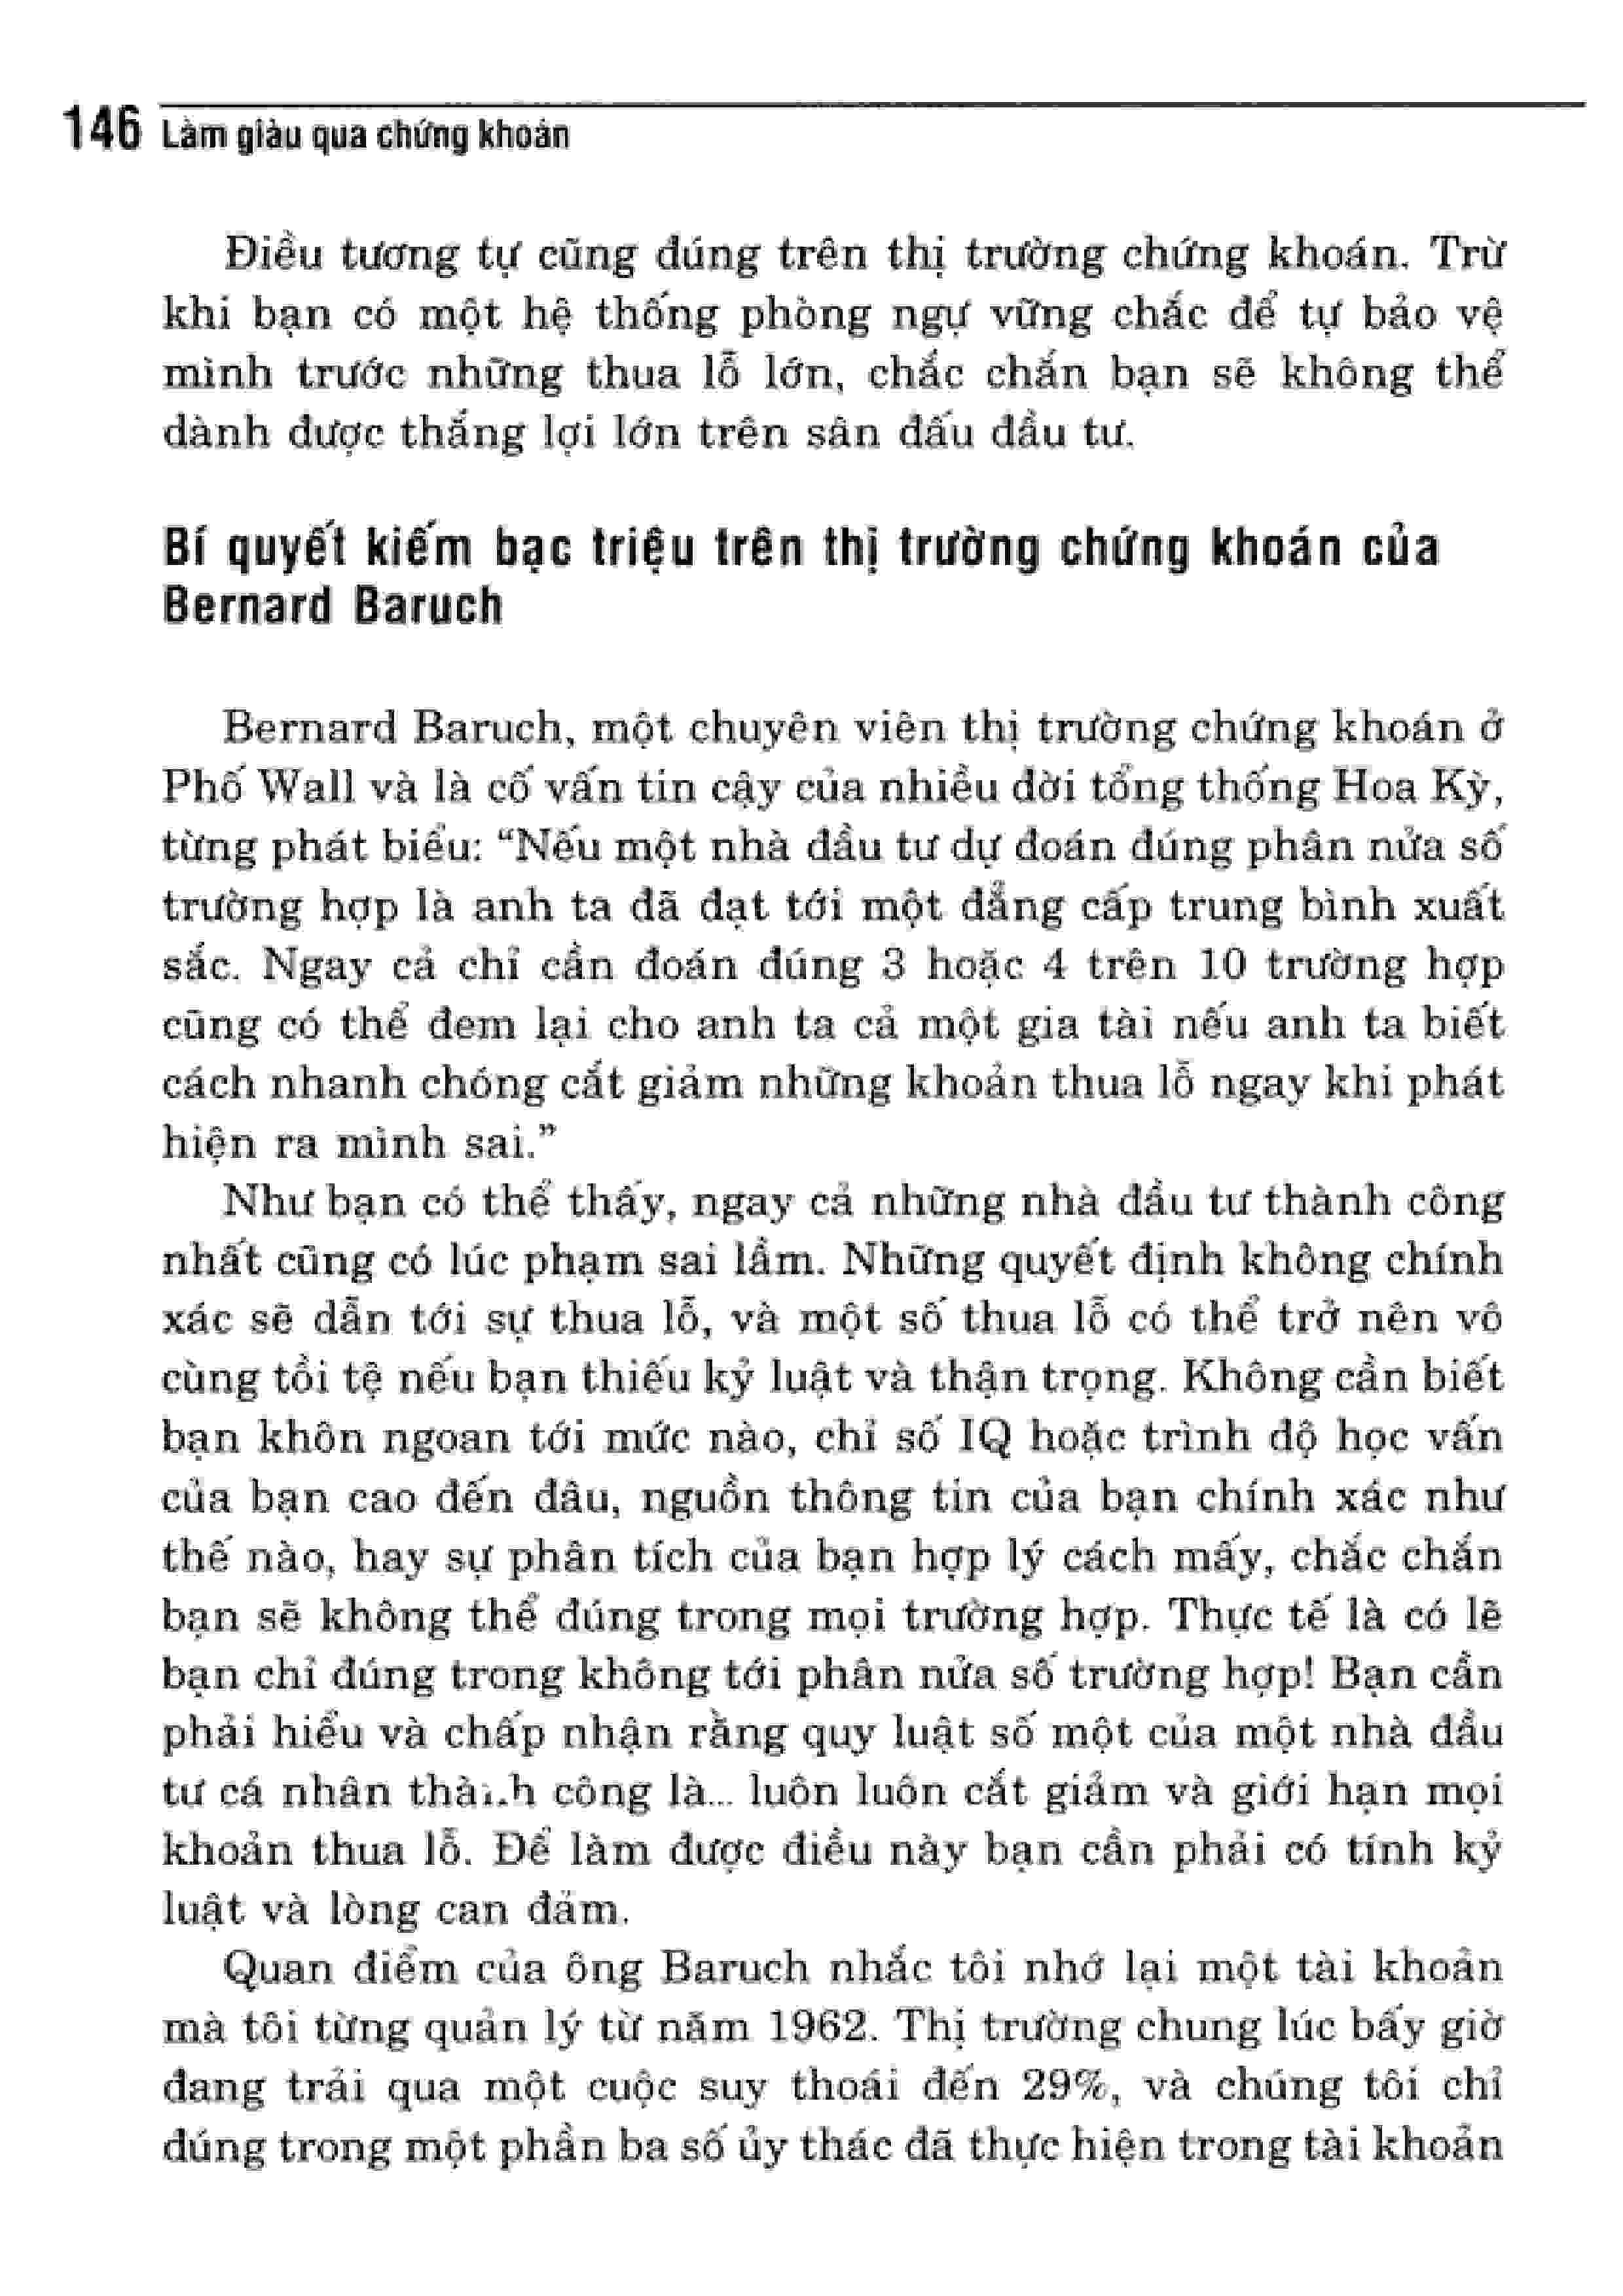 146 Làm giàu qua chứng khoán
Điều tương tự cũng đúng trên thị trường chứng khoán. Trừ
khi bạn có một hệ thống phòng ngự vững chắc để tự bảo vệ
mình trước những thua lỗ lớn, chắc chắn bạn sẽ không thể
dành được thắng lợi lớn trên sân đấu đầu tư.
Bí quyết kiếm bạc triệu trên thị trường chứng khoán của
Bernard Baruch
Bernard Baruch, một chuyên viên thị trường chứng khoán ở
Phố Wall và là cố vấn tin cậy của nhiều đời tổng thống Hoa Kỳ,
từng phát biểu: “Nếu một nhà đầu tư dự đoán đúng phân nửa số
trường hợp là anh ta đã đạt tới một đẳng cấp trung bình xuất
sắc. Ngay cả chỉ cần đoán đúng 3 hoặc 4 trên 10 trường hợp
cũng có thể đem lại cho anh ta cả một gia tài nếu anh ta biết
cách nhanh chóng cắt giảm những khoản thua lỗ ngay khi phát
hiện ra mình sai.”
Như bạn có thể thấy, ngay cả những nhà đầu tư thành công
nhất cũng có lúc phạm sai lầm. Những quyết định không chính
xác sẽ dẫn tới sự thua lỗ, và một số thua lỗ có thể trở nên vô
cùng tồi tệ nếu bạn thiếu kỷ luật và thận trọng. Không cần biết
bạn khôn ngoan tới mức nào, chỉ số IQ hoặc trình độ học vấn
của bạn cao đến đâu, nguồn thông tin của bạn chính xác như
thế nào, hay sự phân tích của bạn hợp lý cách mấy, chắc chắn
bạn sẽ không thể đúng trong mọi trường hợp. Thực tế là có lẽ
bạn chỉ đúng trong không tới phân nửa số trường hợp! Bạn cần
phải hiểu và chấp nhận rằng quy luật số một của một nhà đầu
tư cá nhân thành công là... luôn luôn cắt giảm và giới hạn mọi
khoản thua lỗ. Để làm được điều này bạn cần phải có tính kỷ
luật và lòng can đảm.
Quan điểm của ông Baruch nhắc tôi nhớ lại một tài khoản
mà tôi từng quản lý từ năm 1962. Thị trường chung lúc bấy giờ
đang trải qua một cuộc suy thoái đến 29%, và chúng tôi chỉ
đúng trong một phần ba số ủy thác đã thực hiện trong tài khoản